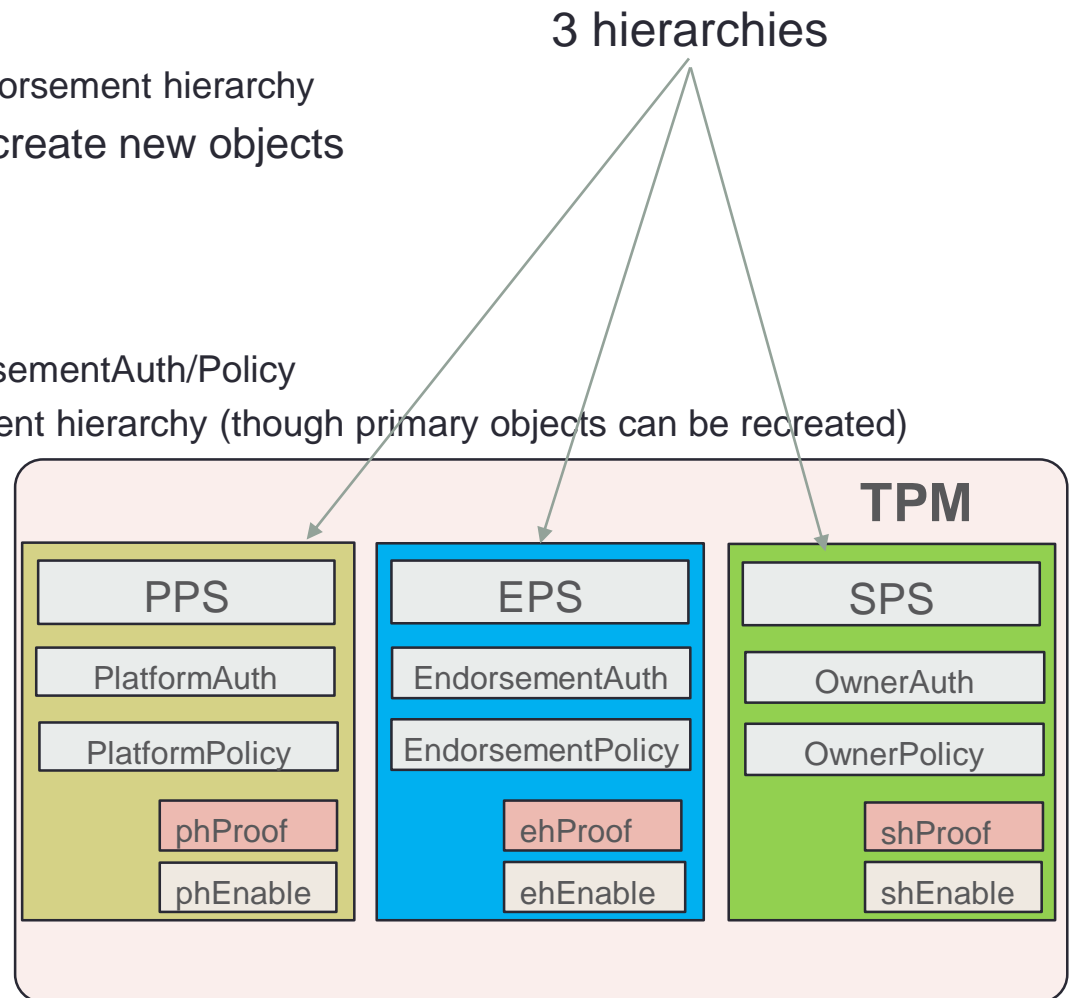 3 hierarchies
orsement hierarchy
create new objects
sementAuth/Policy
ent hierarchy (though primary objects can be recreated)
TPM
PPS
EPS
SPS
PlatformAuth
EndorsementAuth
OwnerAuth
PlatformPolicy
EndorsementPolicy
OwnerPolicy
phProof
ehProof
shProof
phEnable
ehEnable
shEnable